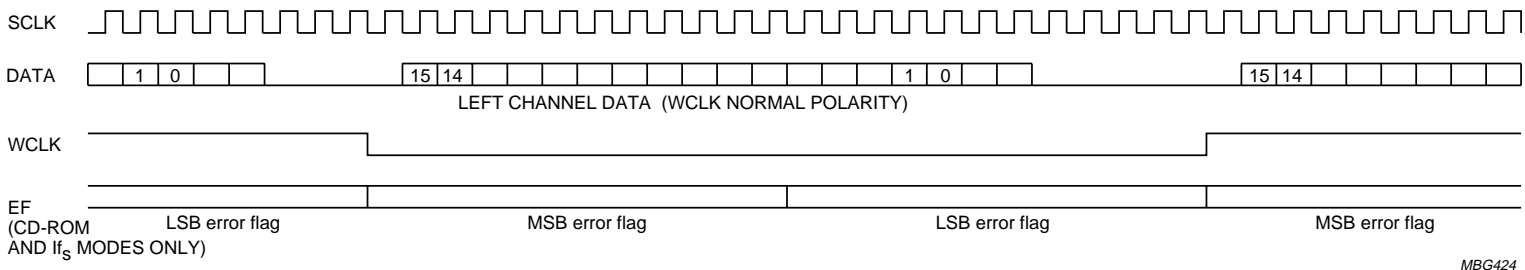 SCLK
DATA
1 0
15 14
1 0
15 14
LEFT CHANNEL DATA (WCLK NORMAL POLARITY)
WCLK
EF
(CD-ROM
AND Ifs MODES ONLY)
LSB error flag
MSB error flag
LSB error flag
MSB error flag
MBG424